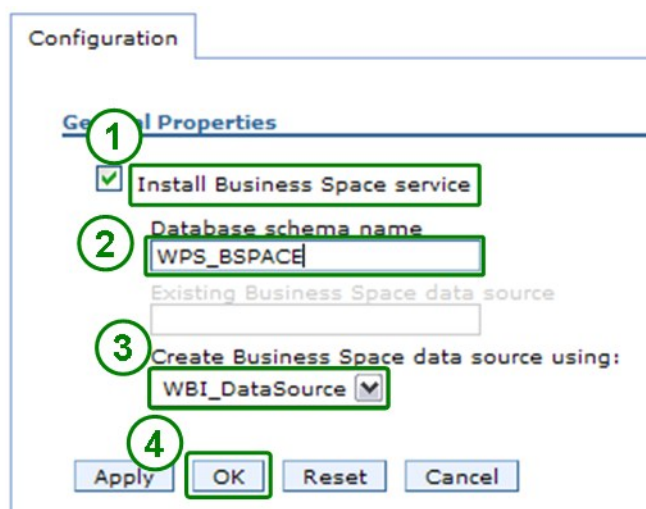 Configuration
General Properties
1
Install Business Space service
Database schema name
2
WPS_BSPACE
Existing Business Space data source
3
Create Business Space data source using:
WBI_DataSource
4
Apply OK Reset Cancel